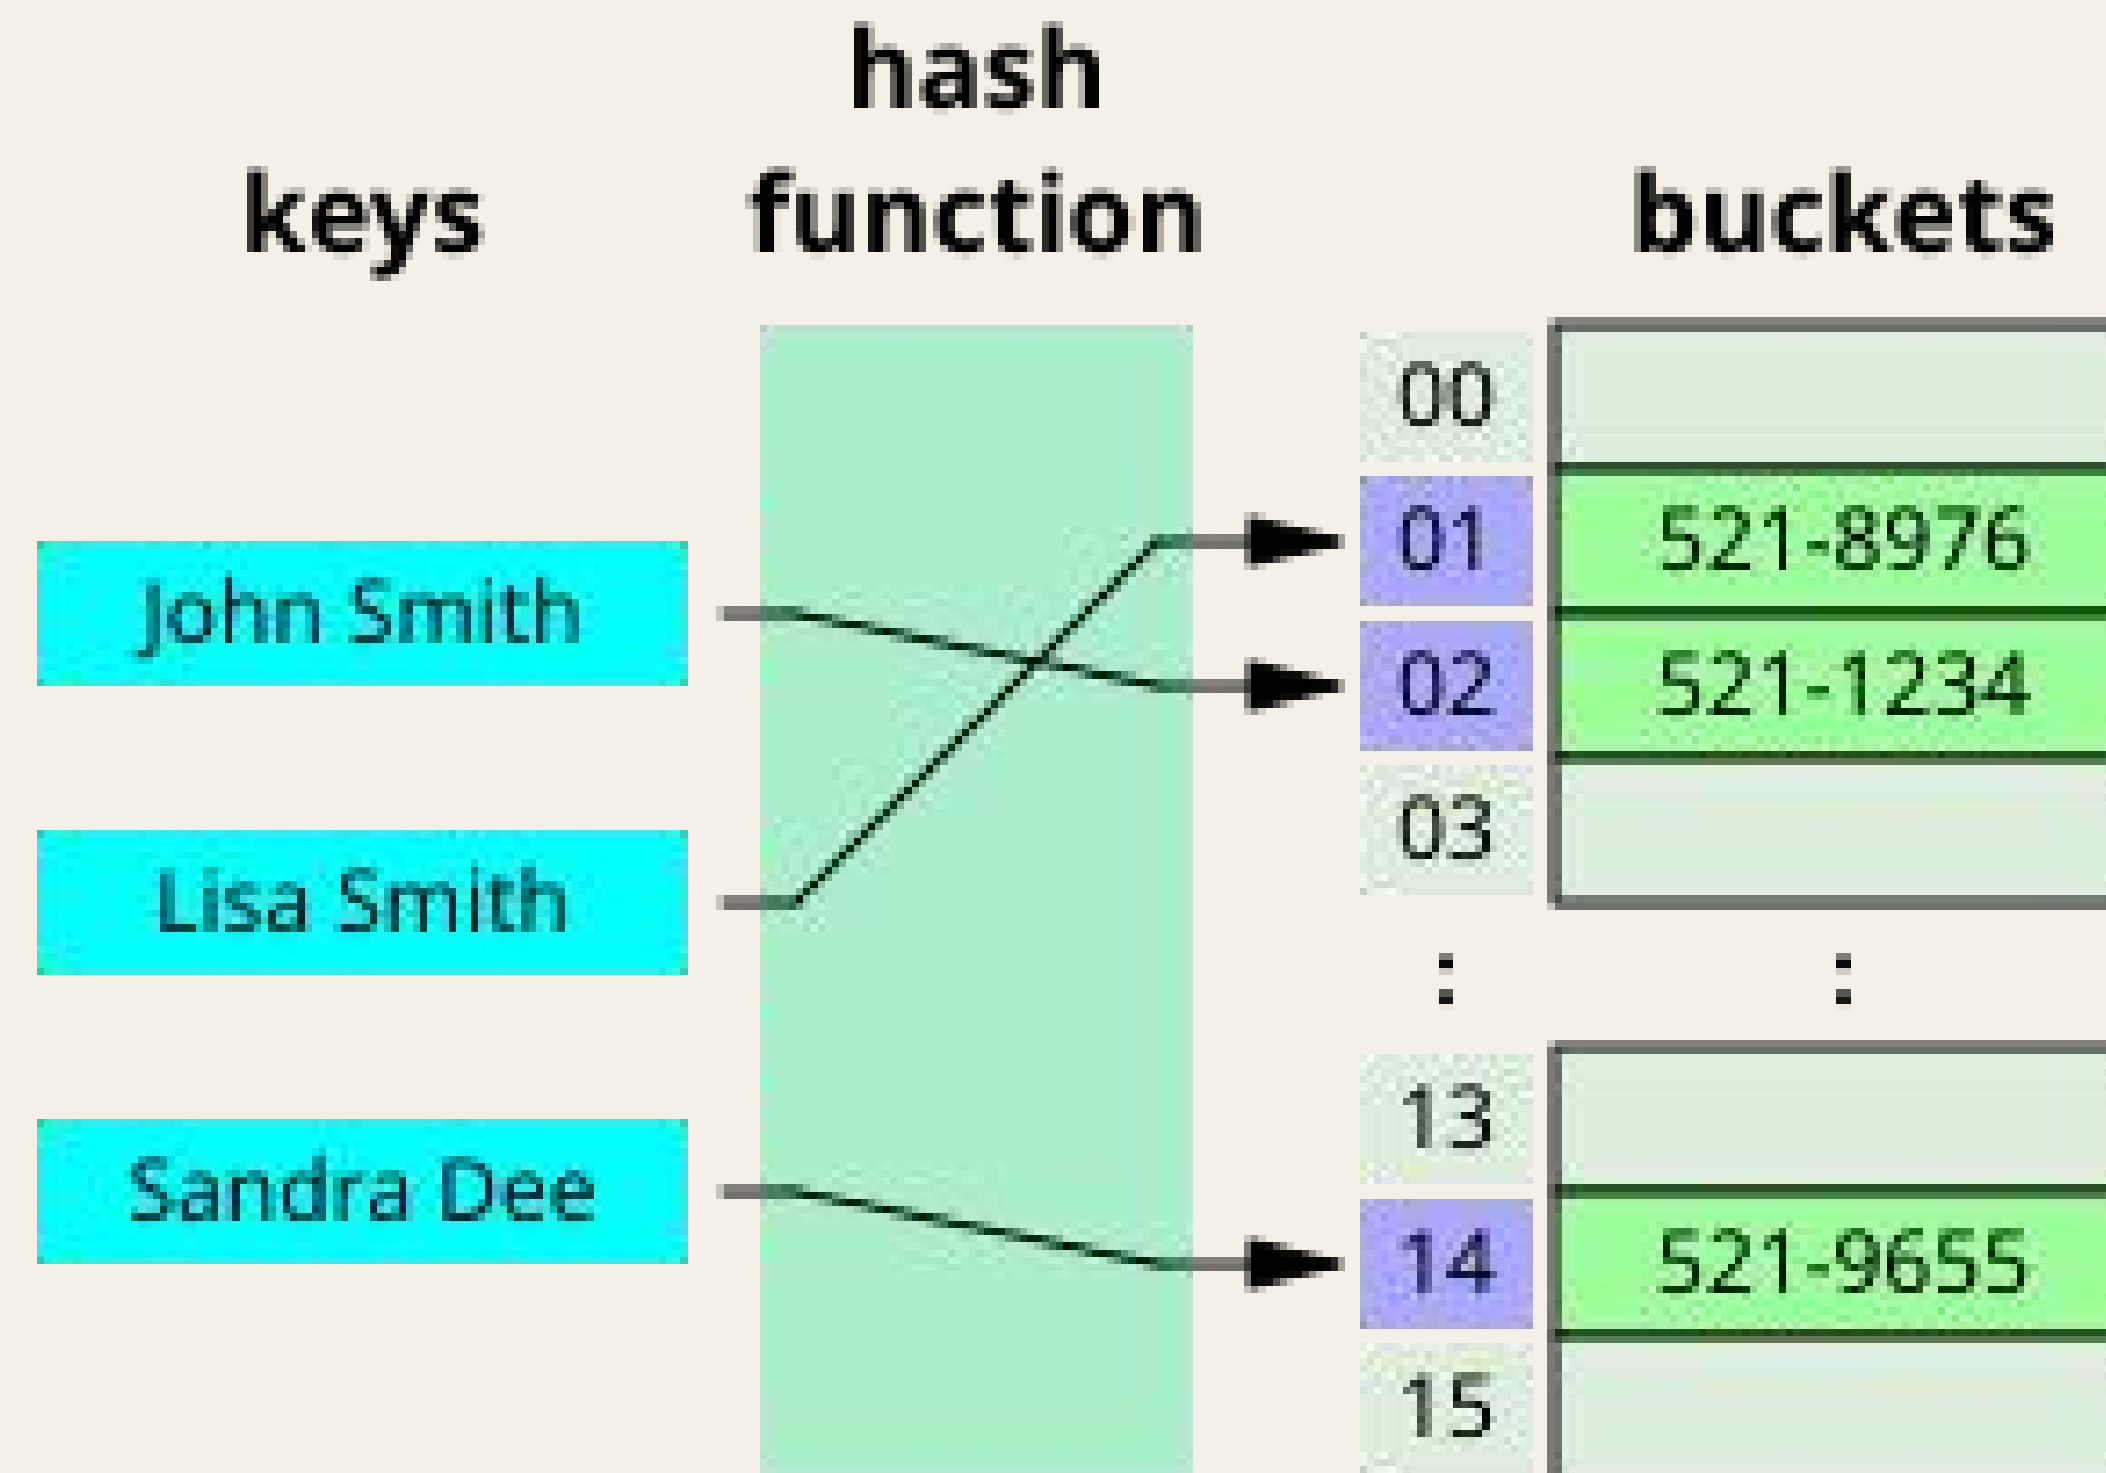 hash
function
keys
buckets
00
01 521-8976
John Smith
02 521-1234
03
Lisa Smith
:
:
13
Sandra Dee
14 521-9655
15